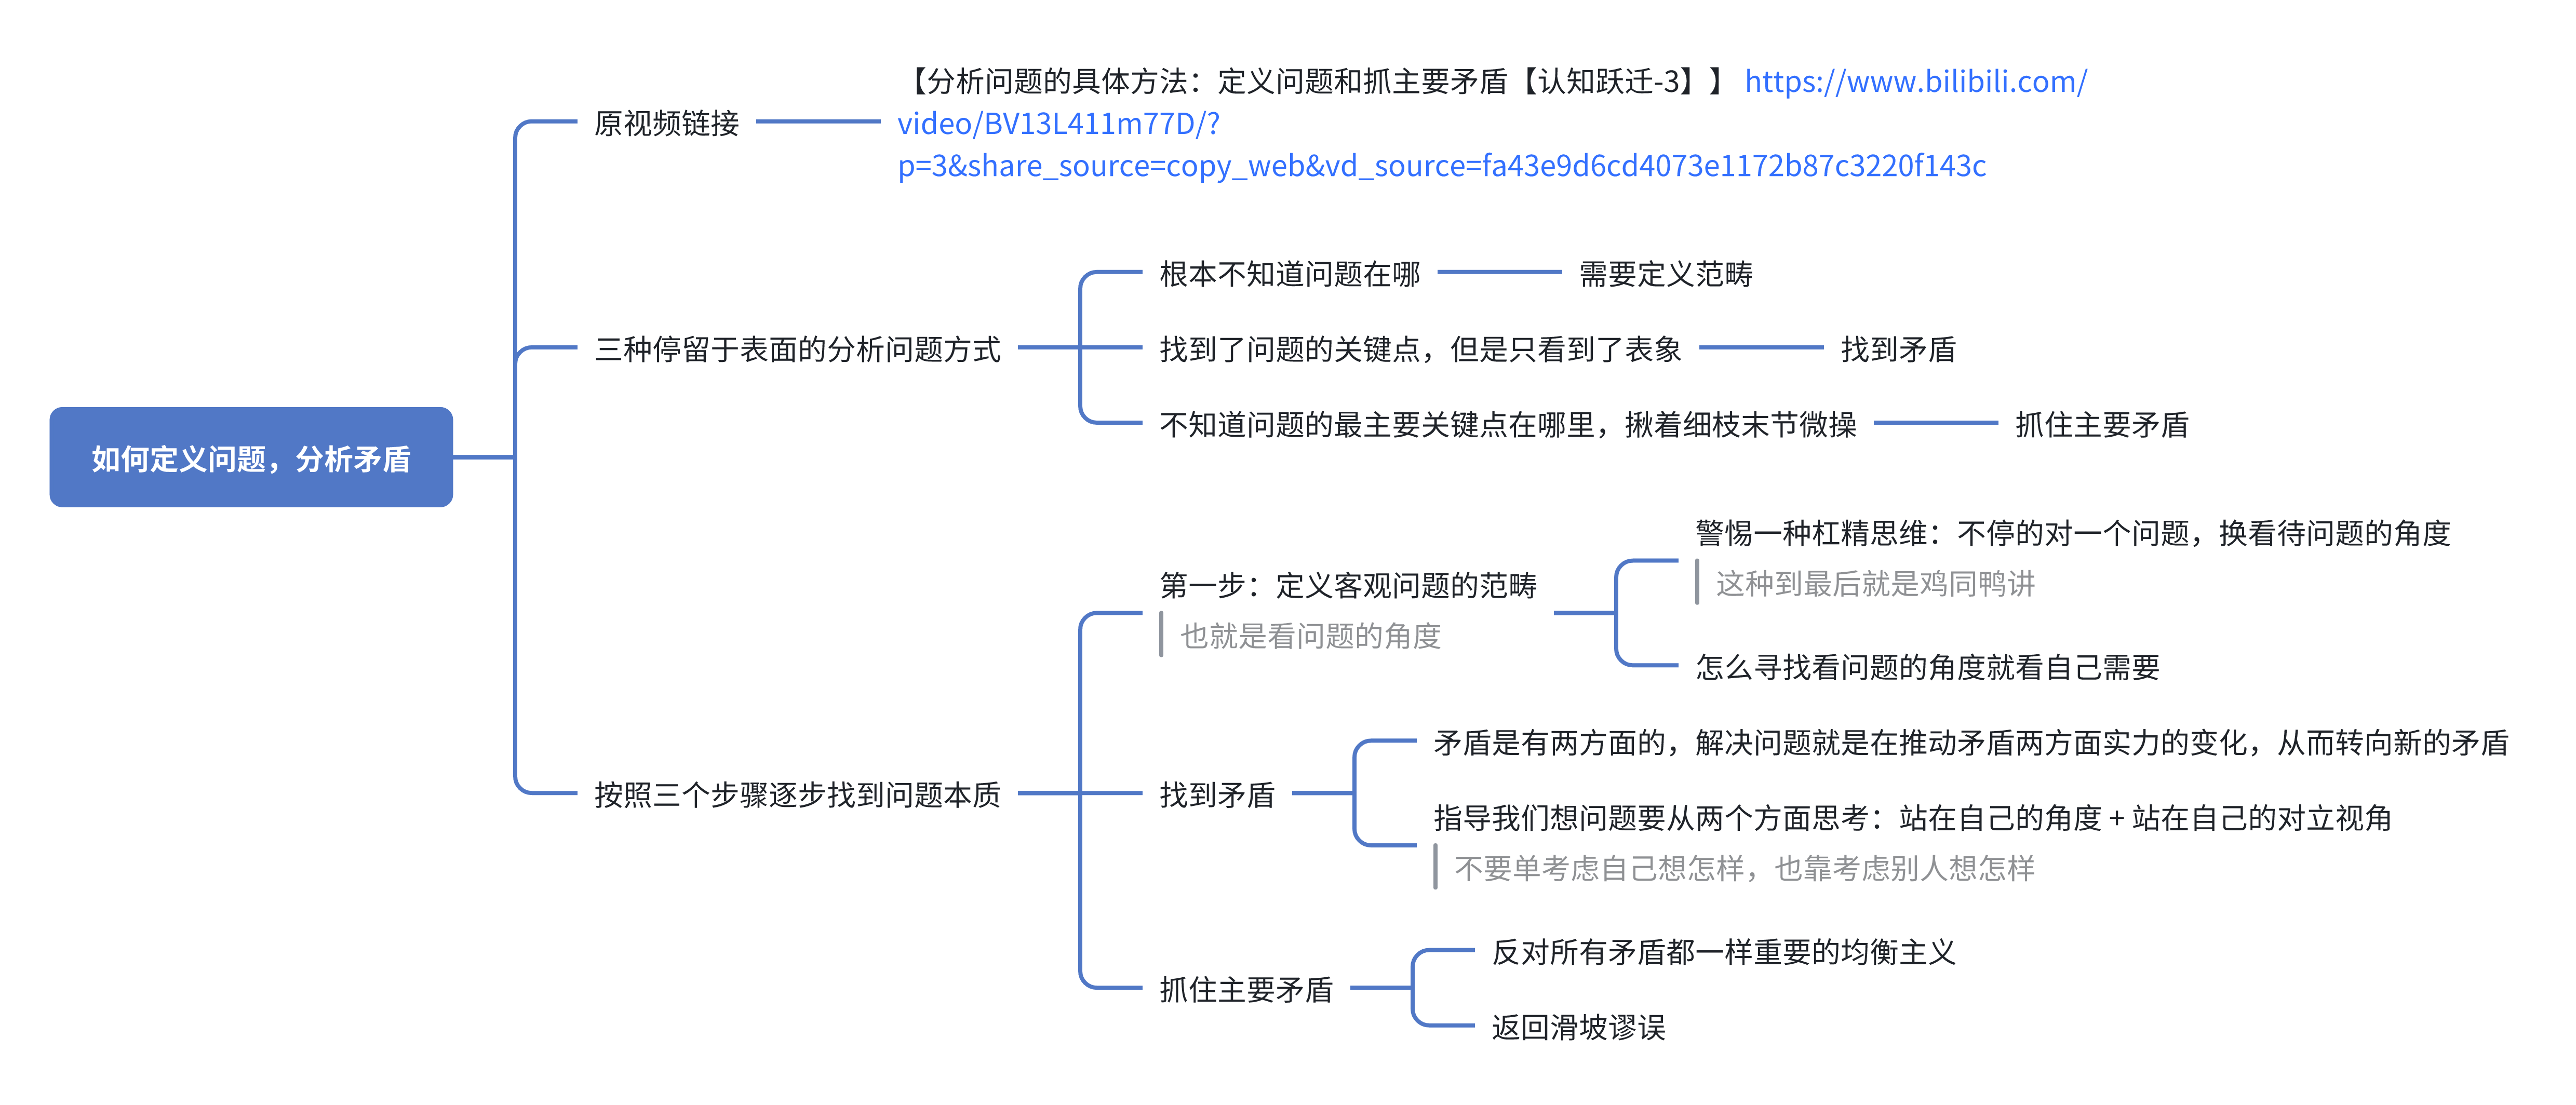 【分析问题的具体方法：定义问题和抓主要矛盾【认知跃迁-3】】 https://www.bilibili.com/
video/BV13L411m77D/?
p=3&share_source=copy_web&vd_source=fa43e9d6cd4073e1172b87c3220f143c
原视频链接
根本不知道问题在哪
需要定义范畴
三种停留于表面的分析问题方式
找到了问题的关键点，但是只看到了表象
找到矛盾
不知道问题的最主要关键点在哪里，揪着细枝末节微操
抓住主要矛盾
如何定义问题，分析矛盾
警惕一种杠精思维：不停的对一个问题，换看待问题的角度
这种到最后就是鸡同鸭讲
第一步：定义客观问题的范畴
也就是看问题的角度
怎么寻找看问题的角度就看自己需要
矛盾是有两方面的，解决问题就是在推动矛盾两方面实力的变化，从而转向新的矛盾
按照三个步骤逐步找到问题本质
找到矛盾
指导我们想问题要从两个方面思考：站在自己的角度 + 站在自己的对立视角
不要单考虑自己想怎样，也靠考虑别人想怎样
反对所有矛盾都一样重要的均衡主义
抓住主要矛盾
返回滑坡谬误